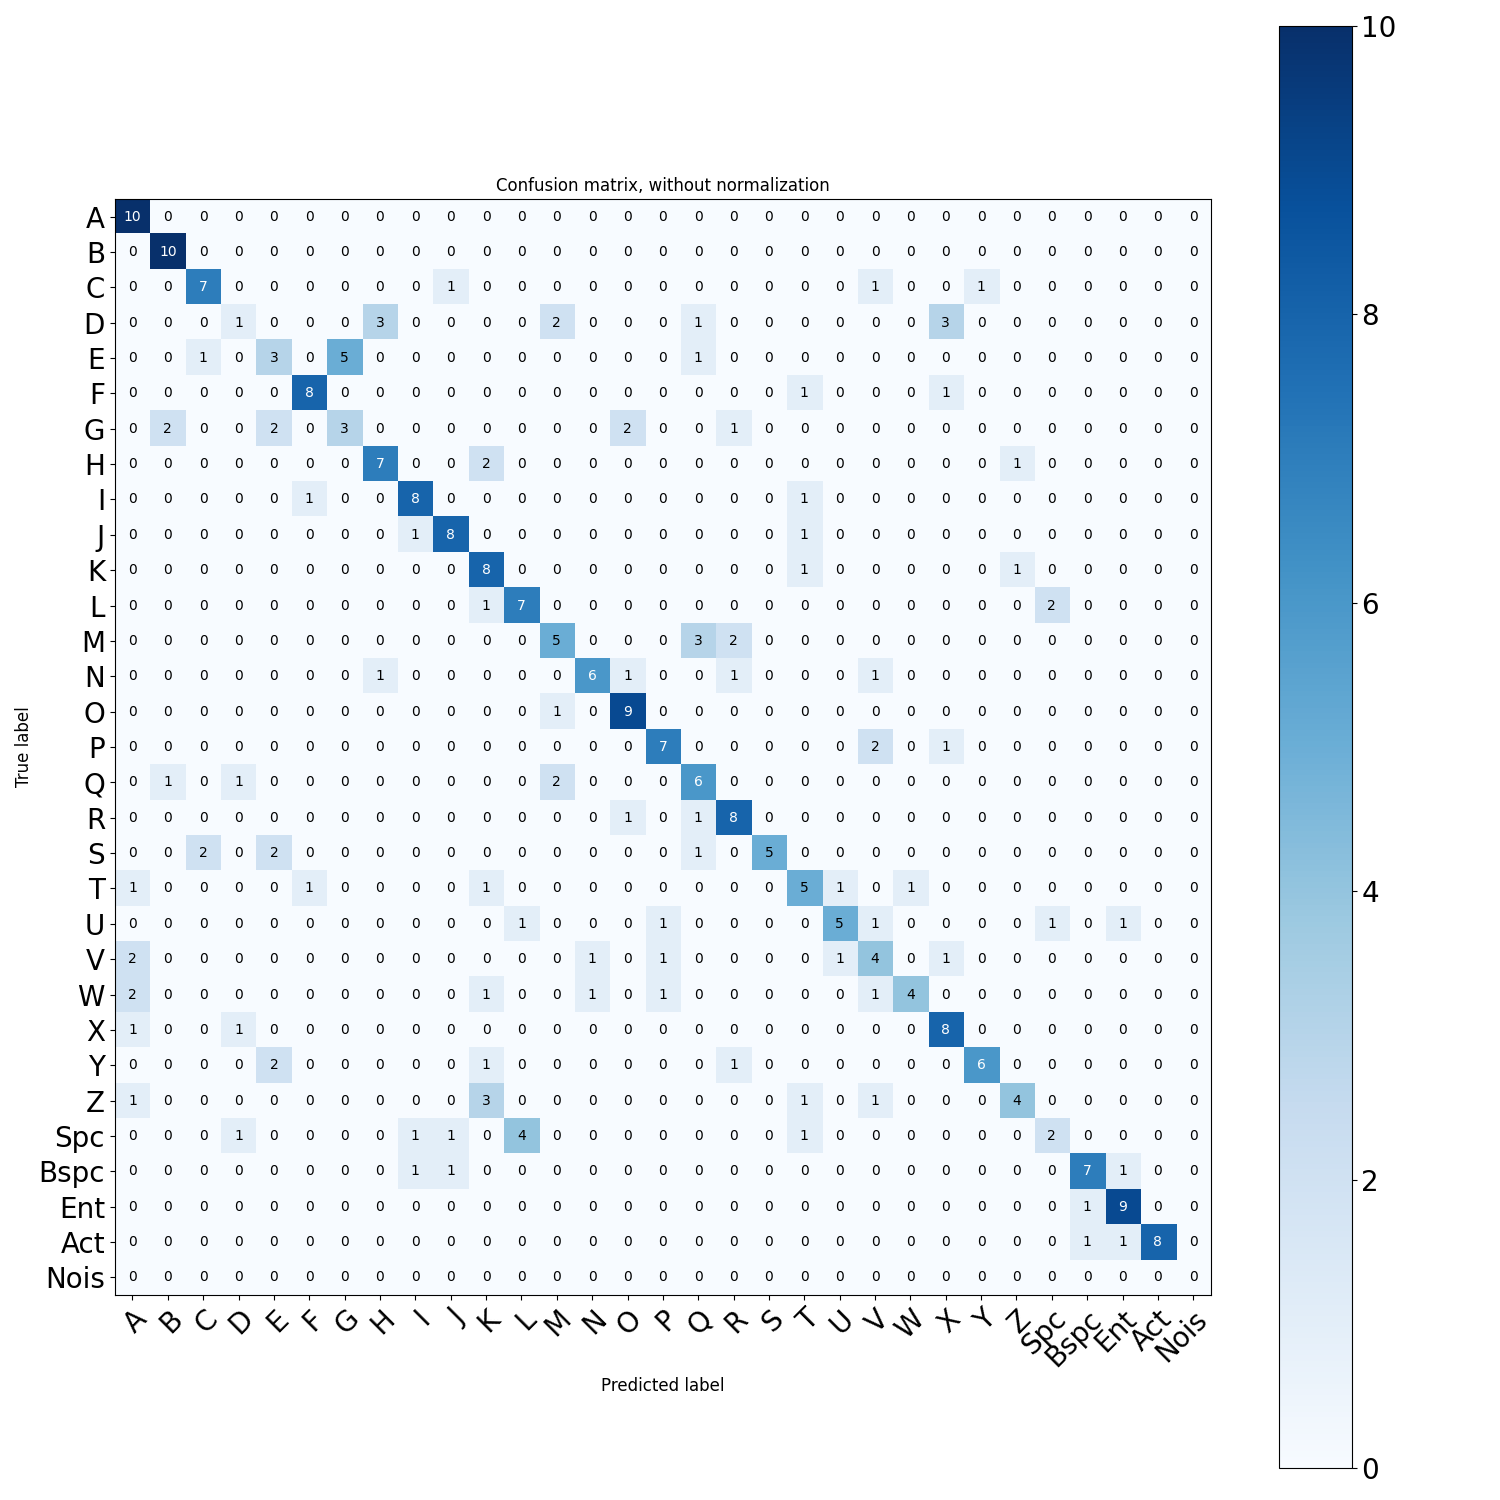 Confusion matrix, without normalization
A 10 0 0 0 0 0 0 0 0 0 0 0 0 0 0 0 0 0 0 0 0 0 0 0 0 0 0 0 0 0 0
B 0 10 0 0 0 0 0 0 0 0 0 0 0 0 0 0 0 0 0 0 0 0 0 0 0 0 0 0 0 0 0
C 0 0 7 0 0 0 0 0 0 1 0 0 0 0 0 0 0 0 0 0 0 1 0 0 1 0 0 0 0 0 0
D 0 0 0 1 0 0 0 3 0 0 0 0 2 0 0 0 1 0 0 0 0 0 0 3 0 0 0 0 0 0 0
E 0 0 1 0 3 0 5 0 0 0 0 0 0 0 0 0 1 0 0 0 0 0 0 0 0 0 0 0 0 0 0
F 0 0 0 0 0 8 0 0 0 0 0 0 0 0 0 0 0 0 0 1 0 0 0 1 0 0 0 0 0 0 0
G 0 2 0 0 2 0 3 0 0 0 0 0 0 0 2 0 0 1 0 0 0 0 0 0 0 0 0 0 0 0 0
H 0 0 0 0 0 0 0 7 0 0 2 0 0 0 0 0 0 0 0 0 0 0 0 0 0 1 0 0 0 0 0
I 0 0 0 0 0 1 0 0 8 0 0 0 0 0 0 0 0 0 0 1 0 0 0 0 0 0 0 0 0 0 0
J 0 0 0 0 0 0 0 0 1 8 0 0 0 0 0 0 0 0 0 1 0 0 0 0 0 0 0 0 0 0 0
K 0 0 0 0 0 0 0 0 0 0 8 0 0 0 0 0 0 0 0 1 0 0 0 0 0 1 0 0 0 0 0
L 0 0 0 0 0 0 0 0 0 0 1 7 0 0 0 0 0 0 0 0 0 0 0 0 0 0 2 0 0 0 0
M 0 0 0 0 0 0 0 0 0 0 0 0 5 0 0 0 3 2 0 0 0 0 0 0 0 0 0 0 0 0 0
N 0 0 0 0 0 0 0 1 0 0 0 0 0 6 1 0 0 1 0 0 0 1 0 0 0 0 0 0 0 0 0
O 0 0 0 0 0 0 0 0 0 0 0 0 1 0 9 0 0 0 0 0 0 0 0 0 0 0 0 0 0 0 0
P 0 0 0 0 0 0 0 0 0 0 0 0 0 0 0 7 0 0 0 0 0 2 0 1 0 0 0 0 0 0 0
Q 0 1 0 1 0 0 0 0 0 0 0 0 2 0 0 0 6 0 0 0 0 0 0 0 0 0 0 0 0 0 0
R 0 0 0 0 0 0 0 0 0 0 0 0 0 0 1 0 1 8 0 0 0 0 0 0 0 0 0 0 0 0 0
S 0 0 2 0 2 0 0 0 0 0 0 0 0 0 0 0 1 0 5 0 0 0 0 0 0 0 0 0 0 0 0
T 1 0 0 0 0 1 0 0 0 0 1 0 0 0 0 0 0 0 0 5 1 0 1 0 0 0 0 0 0 0 0
U 0 0 0 0 0 0 0 0 0 0 0 1 0 0 0 1 0 0 0 0 5 1 0 0 0 0 1 0 1 0 0
V 2 0 0 0 0 0 0 0 0 0 0 0 0 1 0 1 0 0 0 0 1 4 0 1 0 0 0 0 0 0 0
W 2 0 0 0 0 0 0 0 0 0 1 0 0 1 0 1 0 0 0 0 0 1 4 0 0 0 0 0 0 0 0
X 1 0 0 1 0 0 0 0 0 0 0 0 0 0 0 0 0 0 0 0 0 0 0 8 0 0 0 0 0 0 0
Y 0 0 0 0 2 0 0 0 0 0 1 0 0 0 0 0 0 1 0 0 0 0 0 0 6 0 0 0 0 0 0
Z 1 0 0 0 0 0 0 0 0 0 3 0 0 0 0 0 0 0 0 1 0 1 0 0 0 4 0 0 0 0 0
Spc 0 0 0 1 0 0 0 0 1 1 0 4 0 0 0 0 0 0 0 1 0 0 0 0 0 0 2 0 0 0 0
Bspc 0 0 0 0 0 0 0 0 1 1 0 0 0 0 0 0 0 0 0 0 0 0 0 0 0 0 0 7 1 0 0
Ent 0 0 0 0 0 0 0 0 0 0 0 0 0 0 0 0 0 0 0 0 0 0 0 0 0 0 0 1 9 0 0
Act 0 0 0 0 0 0 0 0 0 0 0 0 0 0 0 0 0 0 0 0 0 0 0 0 0 0 0 1 1 8 0
Nois 0 0 0 0 0 0 0 0 0 0 0 0 0 0 0 0 0 0 0 0 0 0 0 0 0 0 0 0 0 0 0
A B C D E F G H I J K L M N O P Q R S T U V W X Y Z Spc Bspc Ent Act Nois
Predicted label
True label
10
8
6
4
2
0